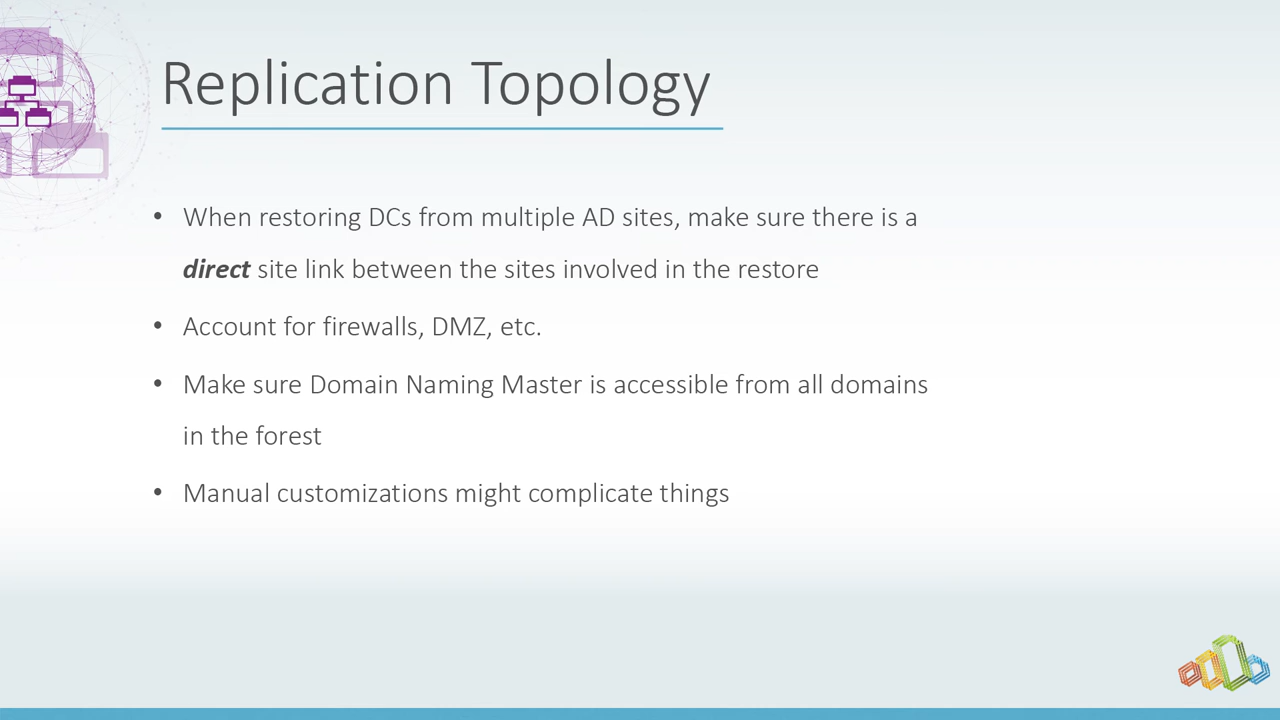 Replication Topology
• When restoring DCs from multiple AD sites, make sure there is a
direct site link between the sites involved in the restore
• Account for firewalls, DMZ, etc.
• Make sure Domain Naming Master is accessible from all domains
in the forest
• Manual customizations might complicate things